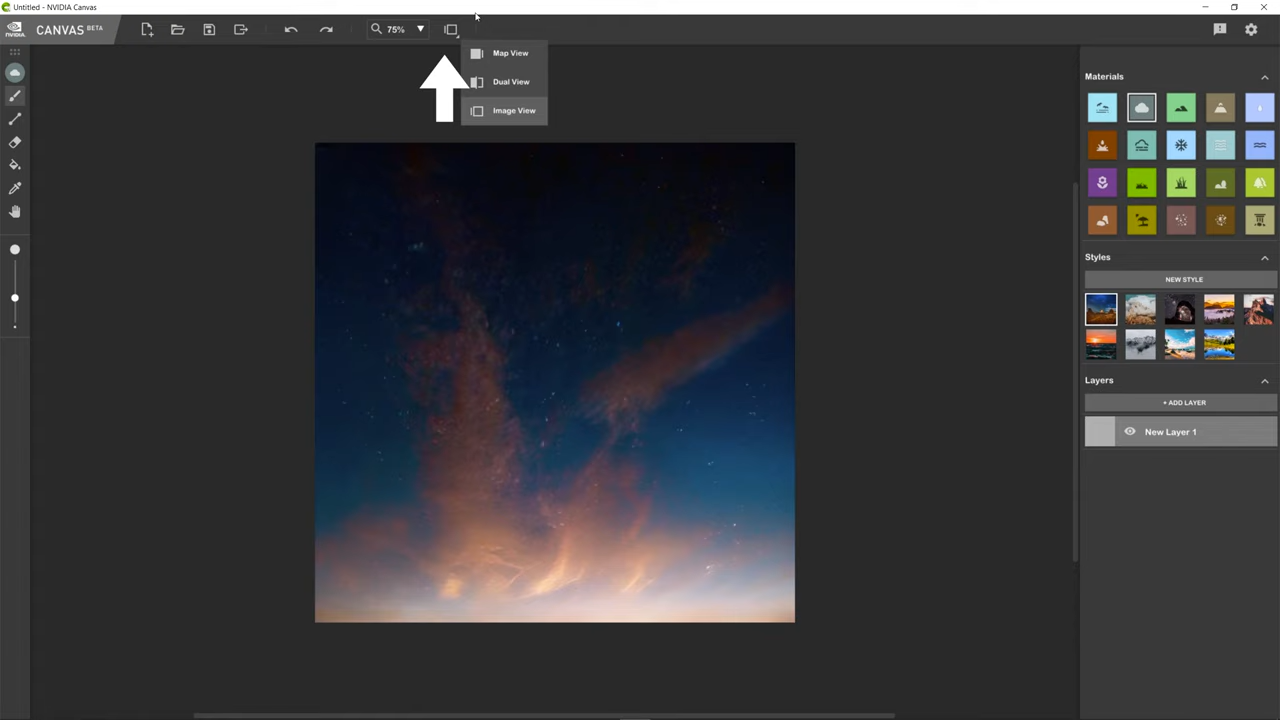 Untitled - NVIDIA Canvas
NVIDIA
CANVAS BETA
75%
Map View
Dual View
Image View
Materials
Styles
NEW STYLE
Layers
+ ADD LAYER
New Layer 1